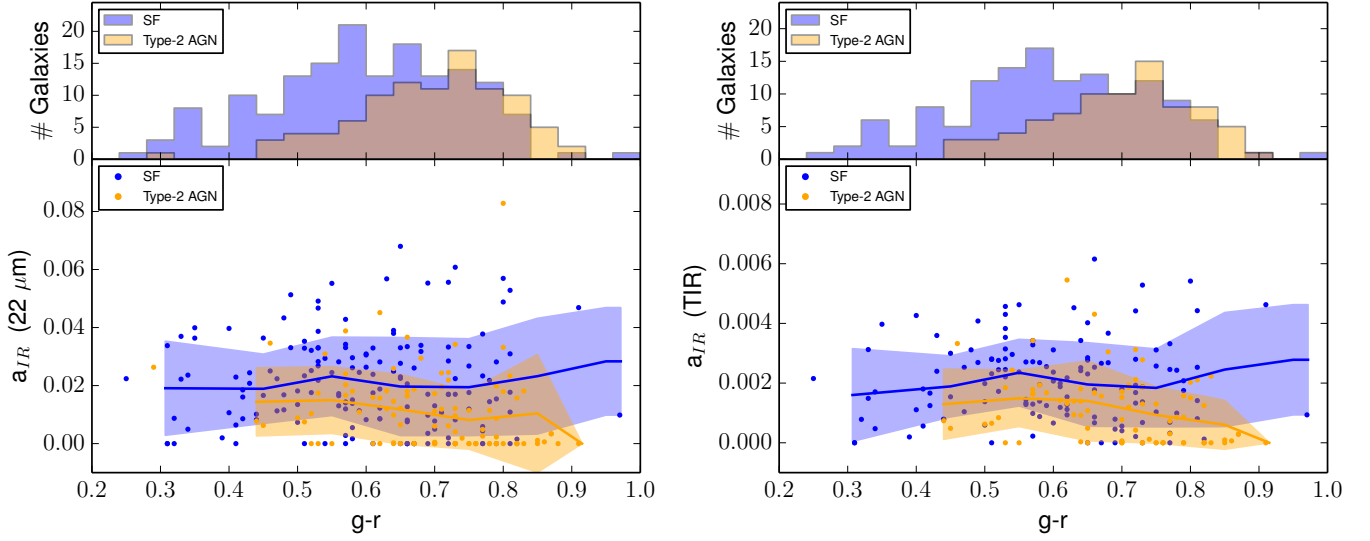 SF
Type-2 AGN
# Galaxies
20
15
10
5
0
SF
Type-2 AGN
a_{IR} (22 μm)
0.08
0.06
0.04
0.02
0.00
0.2 0.3 0.4 0.5 0.6 0.7 0.8 0.9 1.0
g-r
SF
Type-2 AGN
# Galaxies
20
15
10
5
0
SF
Type-2 AGN
a_{IR} (TIR)
0.008
0.006
0.004
0.002
0.000
0.2 0.3 0.4 0.5 0.6 0.7 0.8 0.9 1.0
g-r